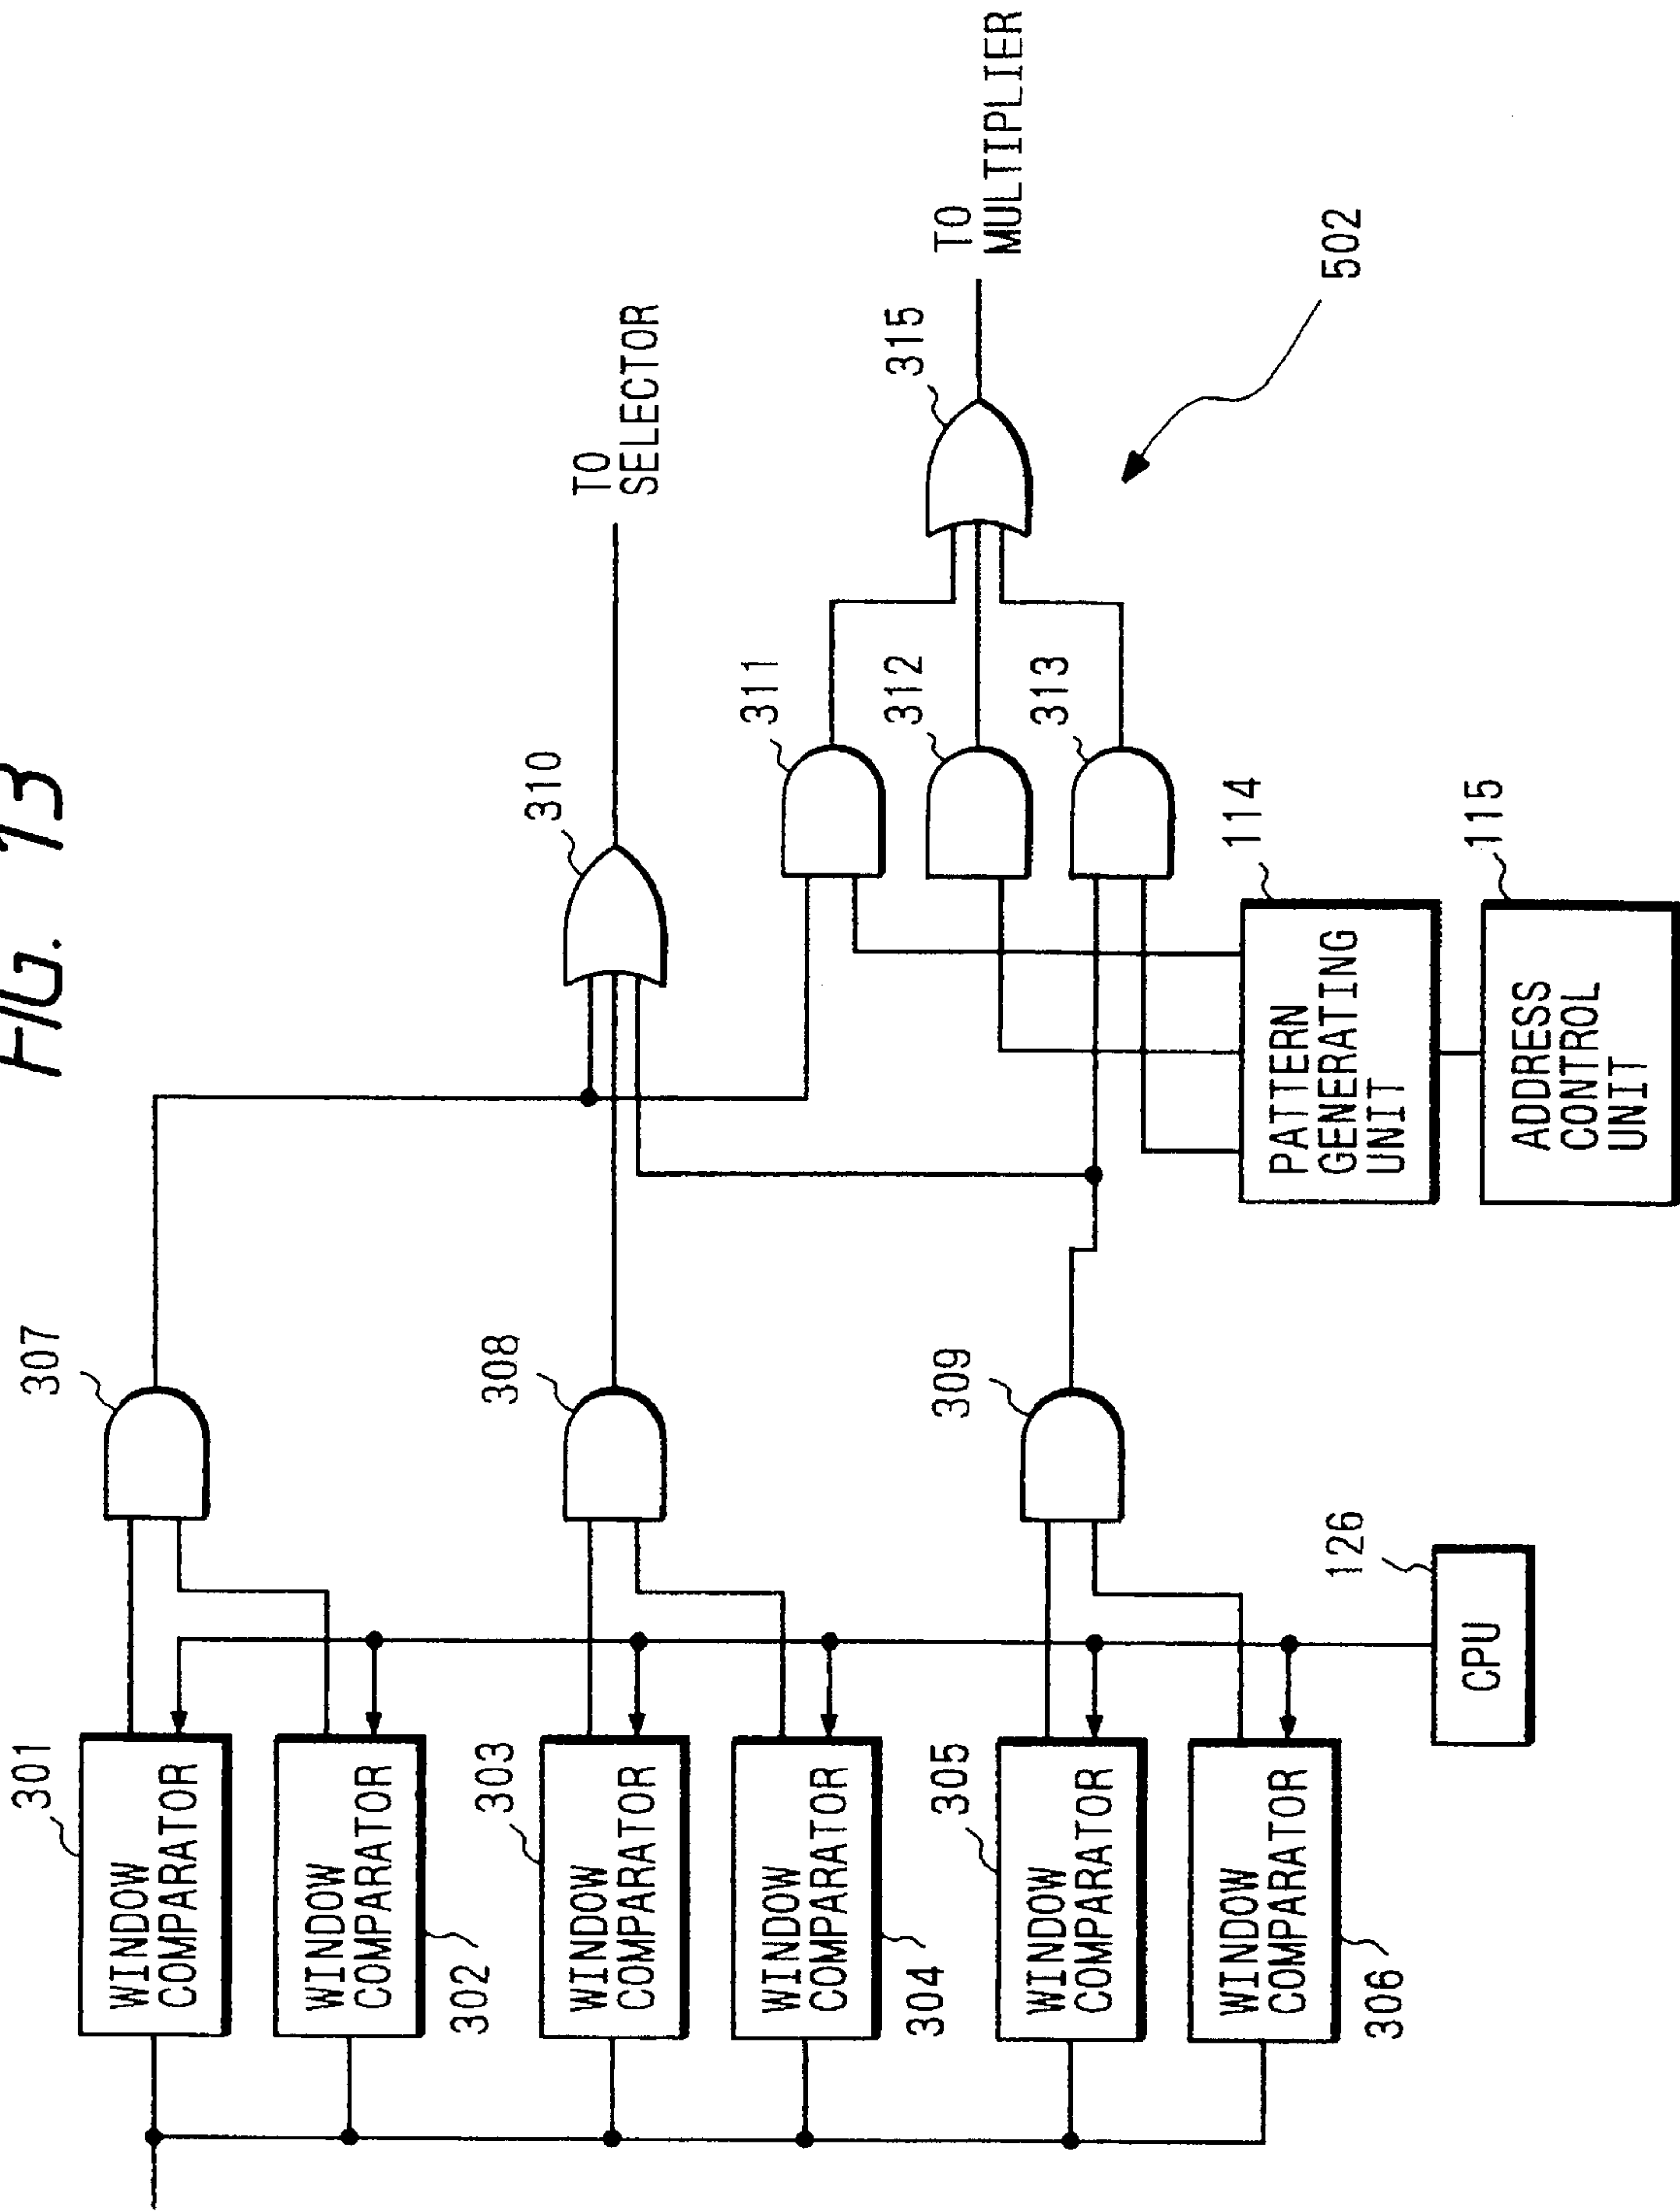 FIG. 13
301
WINDOW
COMPARATOR
302
WINDOW
COMPARATOR
303
WINDOW
COMPARATOR
304
WINDOW
COMPARATOR
305
WINDOW
COMPARATOR
306
WINDOW
COMPARATOR
307
308
309
126
CPU
310
TO
SELECTOR
311
312
313
114
PATTERN
GENERATING
UNIT
115
ADDRESS
CONTROL
UNIT
315
TO
MULTIPLIER
502